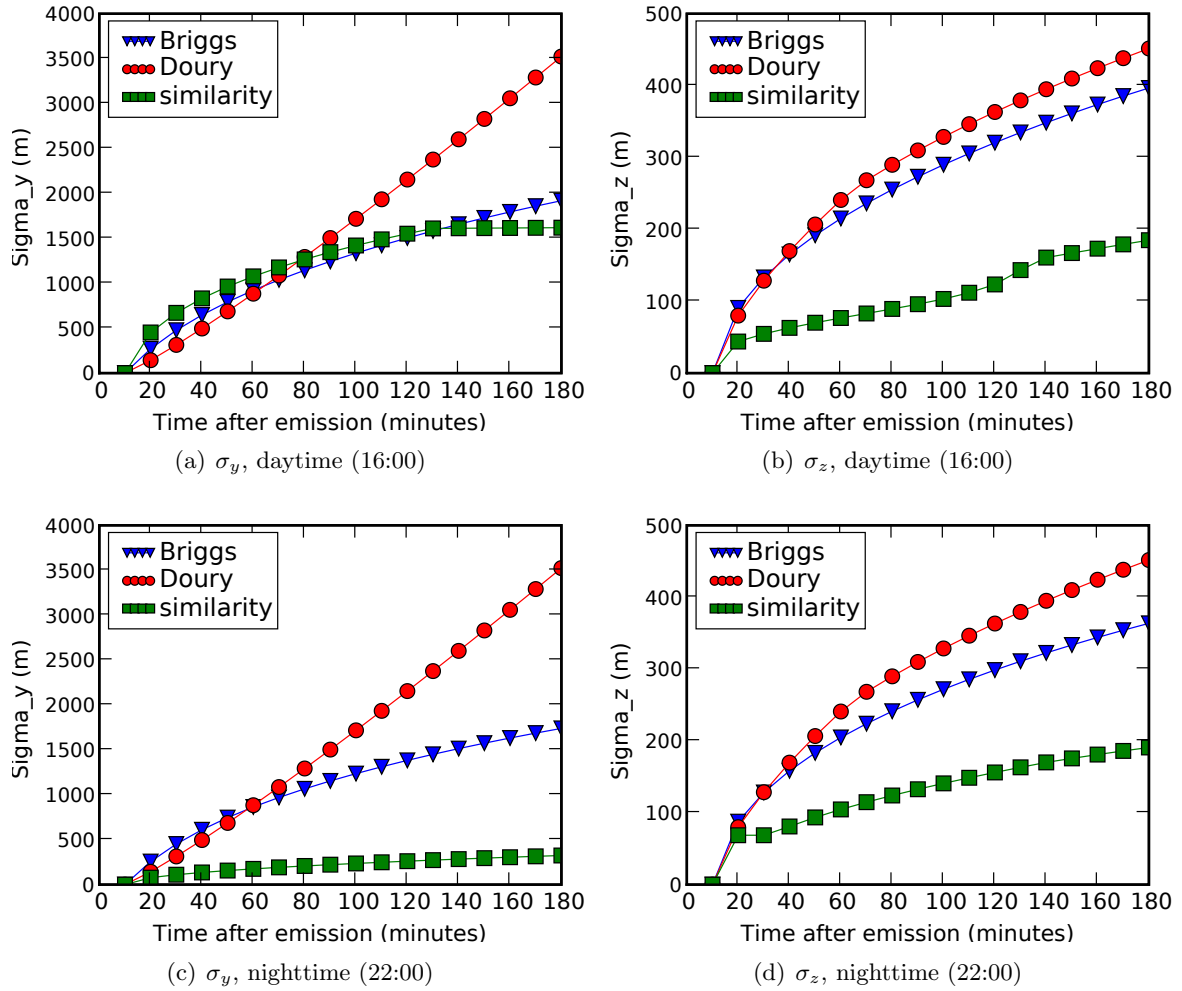 4000
3500
3000
2500
2000
1500
1000
500
0
Sigma_y (m)
Briggs
Doury
similarity
0 20 40 60 80 100 120 140 160 180
Time after emission (minutes)
(a) σy, daytime (16:00)
500
400
300
200
100
0
Sigma_z (m)
Briggs
Doury
similarity
0 20 40 60 80 100 120 140 160 180
Time after emission (minutes)
(b) σz, daytime (16:00)
4000
3500
3000
2500
2000
1500
1000
500
0
Sigma_y (m)
Briggs
Doury
similarity
0 20 40 60 80 100 120 140 160 180
Time after emission (minutes)
(c) σy, nighttime (22:00)
500
400
300
200
100
0
Sigma_z (m)
Briggs
Doury
similarity
0 20 40 60 80 100 120 140 160 180
Time after emission (minutes)
(d) σz, nighttime (22:00)